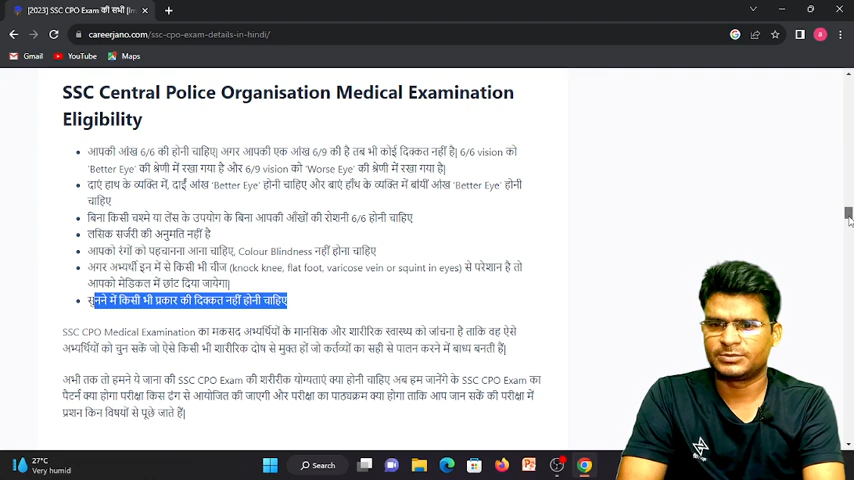 [2023] SSC CPO Exam की सभी [In
careerjano.com/ssc-cpo-exam-details-in-hindi/
a
Gmail YouTube Maps
SSC Central Police Organisation Medical Examination
Eligibility
आपकी आंख 6/6 की होनी चाहिए| अगर आपकी एक आंख 6/9 की है तब भी कोई दिक्कत नहीं है| 6/6 vision को
'Better Eye' की श्रेणी में रखा गया है और 6/9 vision को 'Worse Eye' की श्रेणी में रखा गया है|
दाएं हाथ के व्यक्ति में, दाईं आंख 'Better Eye' होनी चाहिए और बाएं हाँथ के व्यक्ति में बांयीं आंख 'Better Eye' होनी
चाहिए
बिना किसी चश्मे या लेंस के उपयोग के बिना आपकी आँखों की रोशनी 6/6 होनी चाहिए
लसिक सर्जरी की अनुमति नहीं है
आपको रंगों को पहचानना आना चाहिए, Colour Blindness नहीं होना चाहिए
अगर अभ्यर्थी इन में से किसी भी चीज (knock knee, flat foot, varicose vein or squint in eyes) से परेशान है तो
आपको मेडिकल में छांट दिया जायेगा|
सुनने में किसी भी प्रकार की दिक्कत नहीं होनी चाहिए
SSC CPO Medical Examination का मकसद अभ्यर्थियों के मानसिक और शारीरिक स्वास्थ्य को जांचना है ताकि वह ऐसे
अभ्यर्थियों को चुन सकें जो ऐसे किसी भी शारीरिक दोष से मुक्त हों जो कर्तव्यों का सही से पालन करने में बाध्य बनती हैं|
अभी तक तो हमने ये जाना की SSC CPO Exam की शरीरीक योग्यताएं क्या होनी चाहिए अब हम जानेंगे के SSC CPO Exam का
पैटर्न क्या होगा परीक्षा किस ढंग से आयोजित की जाएगी और परीक्षा का पाठ्यक्रम क्या होगा ताकि आप जान सकें की परीक्षा में
प्रशन किन विषयों से पूछे जाते हैं|
27°C
Very humid
Search